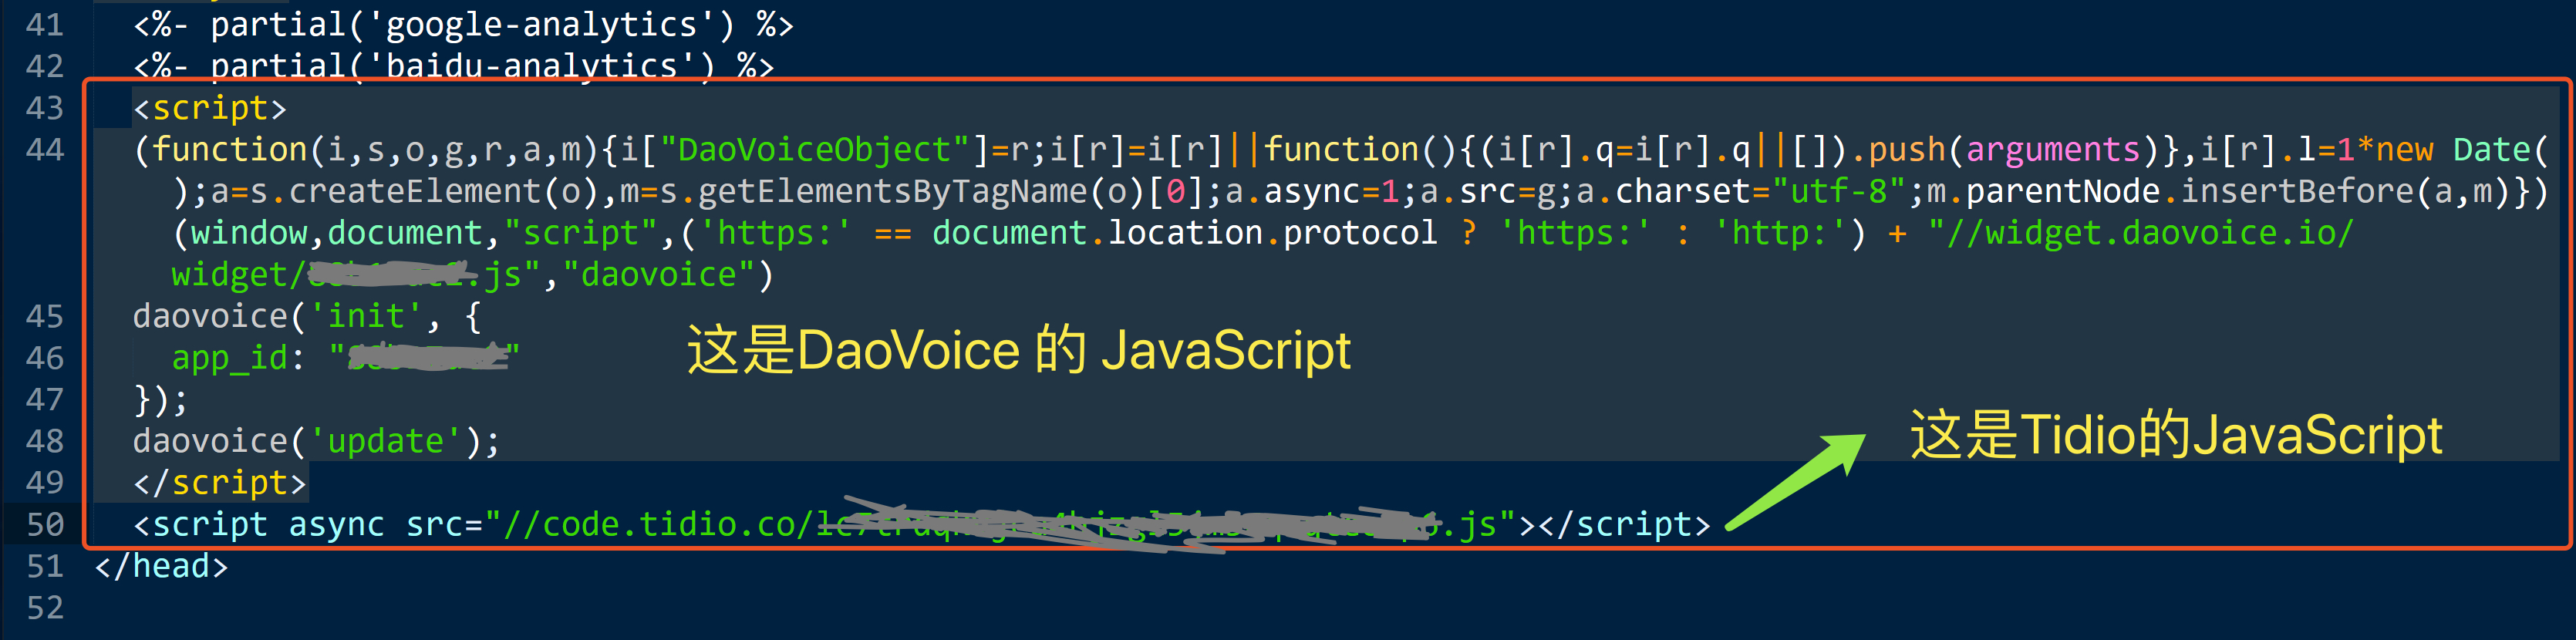 41 <%- partial('google-analytics') %>
42 <%- partial('baidu-analytics') %>
43 <script>
44 (function(i,s,o,g,r,a,m){i["DaoVoiceObject"]=r;i[r]=i[r]||function(){(i[r].q=i[r].q||[]).push(arguments)},i[r].l=1*new Date(
);a=s.createElement(o),m=s.getElementsByTagName(o)[0];a.async=1;a.src=g;a.charset="utf-8";m.parentNode.insertBefore(a,m)})
(window,document,"script",('https:' == document.location.protocol ? 'https:' : 'http:') + "//widget.daovoice.io/
widget/ .js","daovoice")
45 daovoice('init', {
46 app_id: " "
这是DaoVoice 的 JavaScript
47 });
48 daovoice('update');
这是Tidio的JavaScript
49 </script>
50 <script async src="//code.tidio.co/ .js"></script>
51 </head>
52